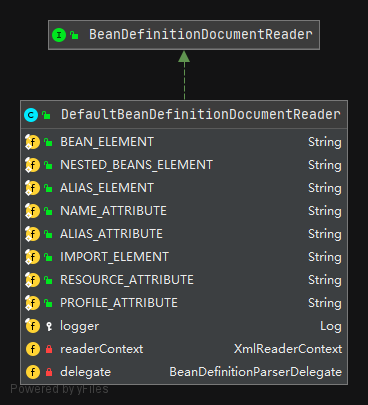 BeanDefinitionDocumentReader
DefaultBeanDefinitionDocumentReader
BEAN_ELEMENT String
NESTED_BEANS_ELEMENT String
ALIAS_ELEMENT String
NAME_ATTRIBUTE String
ALIAS_ATTRIBUTE String
IMPORT_ELEMENT String
RESOURCE_ATTRIBUTE String
PROFILE_ATTRIBUTE String
logger Log
readerContext XmlReaderContext
delegate BeanDefinitionParserDelegate
Powered by yFiles